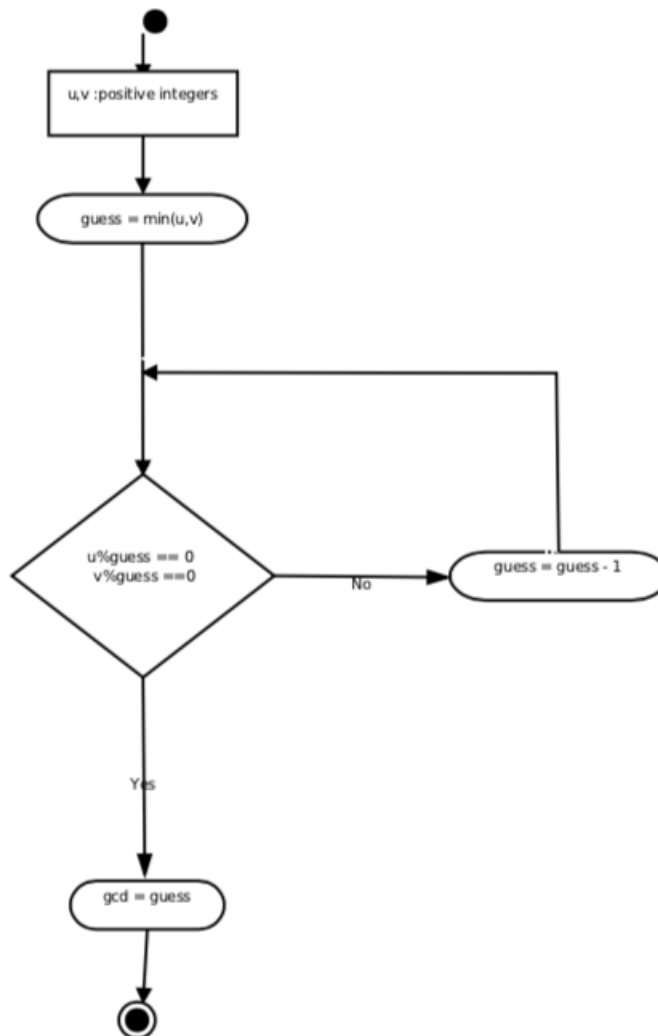 u,v :positive integers
guess = min(u,v)
u%guess == 0
v%guess ==0
No
guess = guess - 1
Yes
gcd = guess